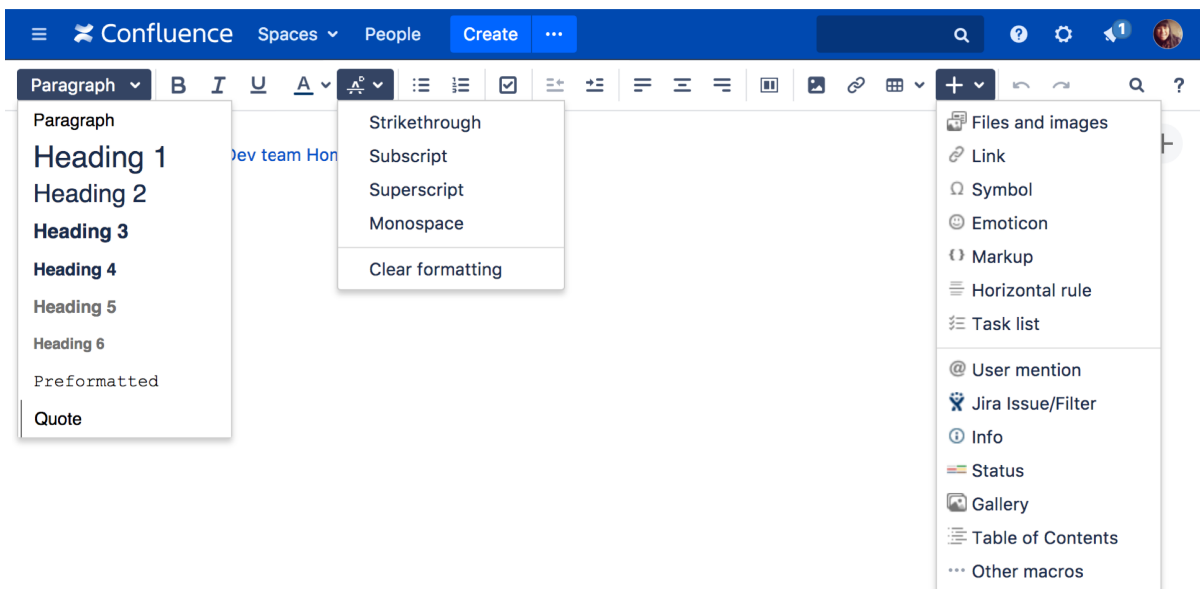 Confluence Spaces People Create 1
Paragraph B I U A
Paragraph
Heading 1
Heading 2
Heading 3
Heading 4
Heading 5
Heading 6
Preformatted
Quote
Dev team Hom
Strikethrough
Subscript
Superscript
Monospace
Clear formatting
Files and images
Link
Symbol
Emoticon
Markup
Horizontal rule
Task list
User mention
Jira Issue/Filter
Info
Status
Gallery
Table of Contents
Other macros